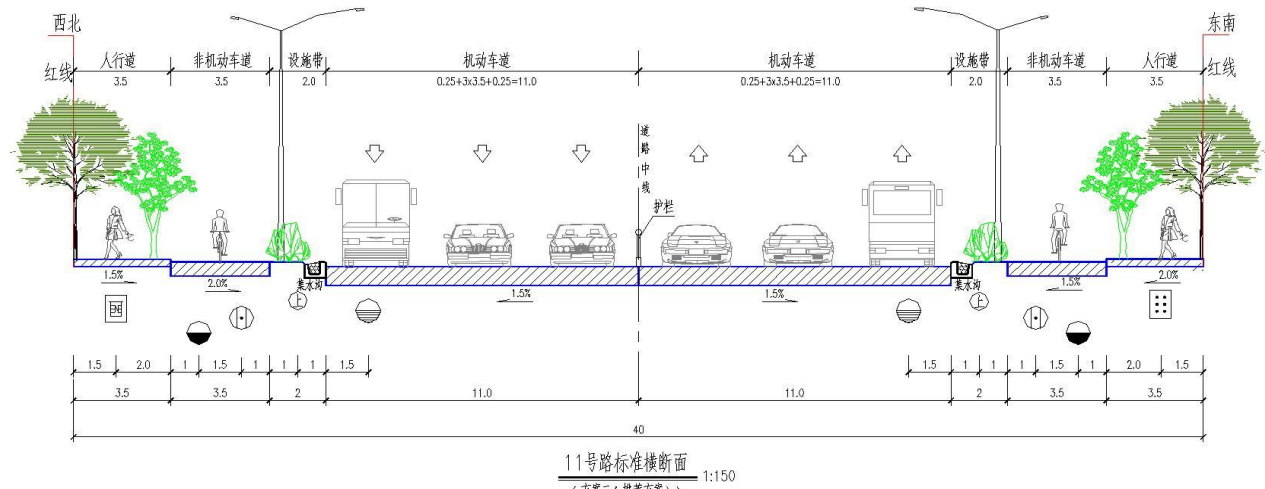 西北
东南
人行道
非机动车道
设施带
机动车道
机动车道
设施带
非机动车道
人行道
红线
3.5
3.5
2.0
0.25+3x3.5+0.25=11.0
0.25+3x3.5+0.25=11.0
2.0
3.5
3.5
红线
道路中线
护栏
1.5%
2.0%
集水沟
1.5%
1.5%
集水沟
1.5%
2.0%
上
上
1.5
2.0
1
1.5
1
1
1
1.5
1.5
1
1
1
1.5
1
2.0
1.5
3.5
3.5
2
11.0
11.0
2
3.5
3.5
40
11号路标准横断面
1:150